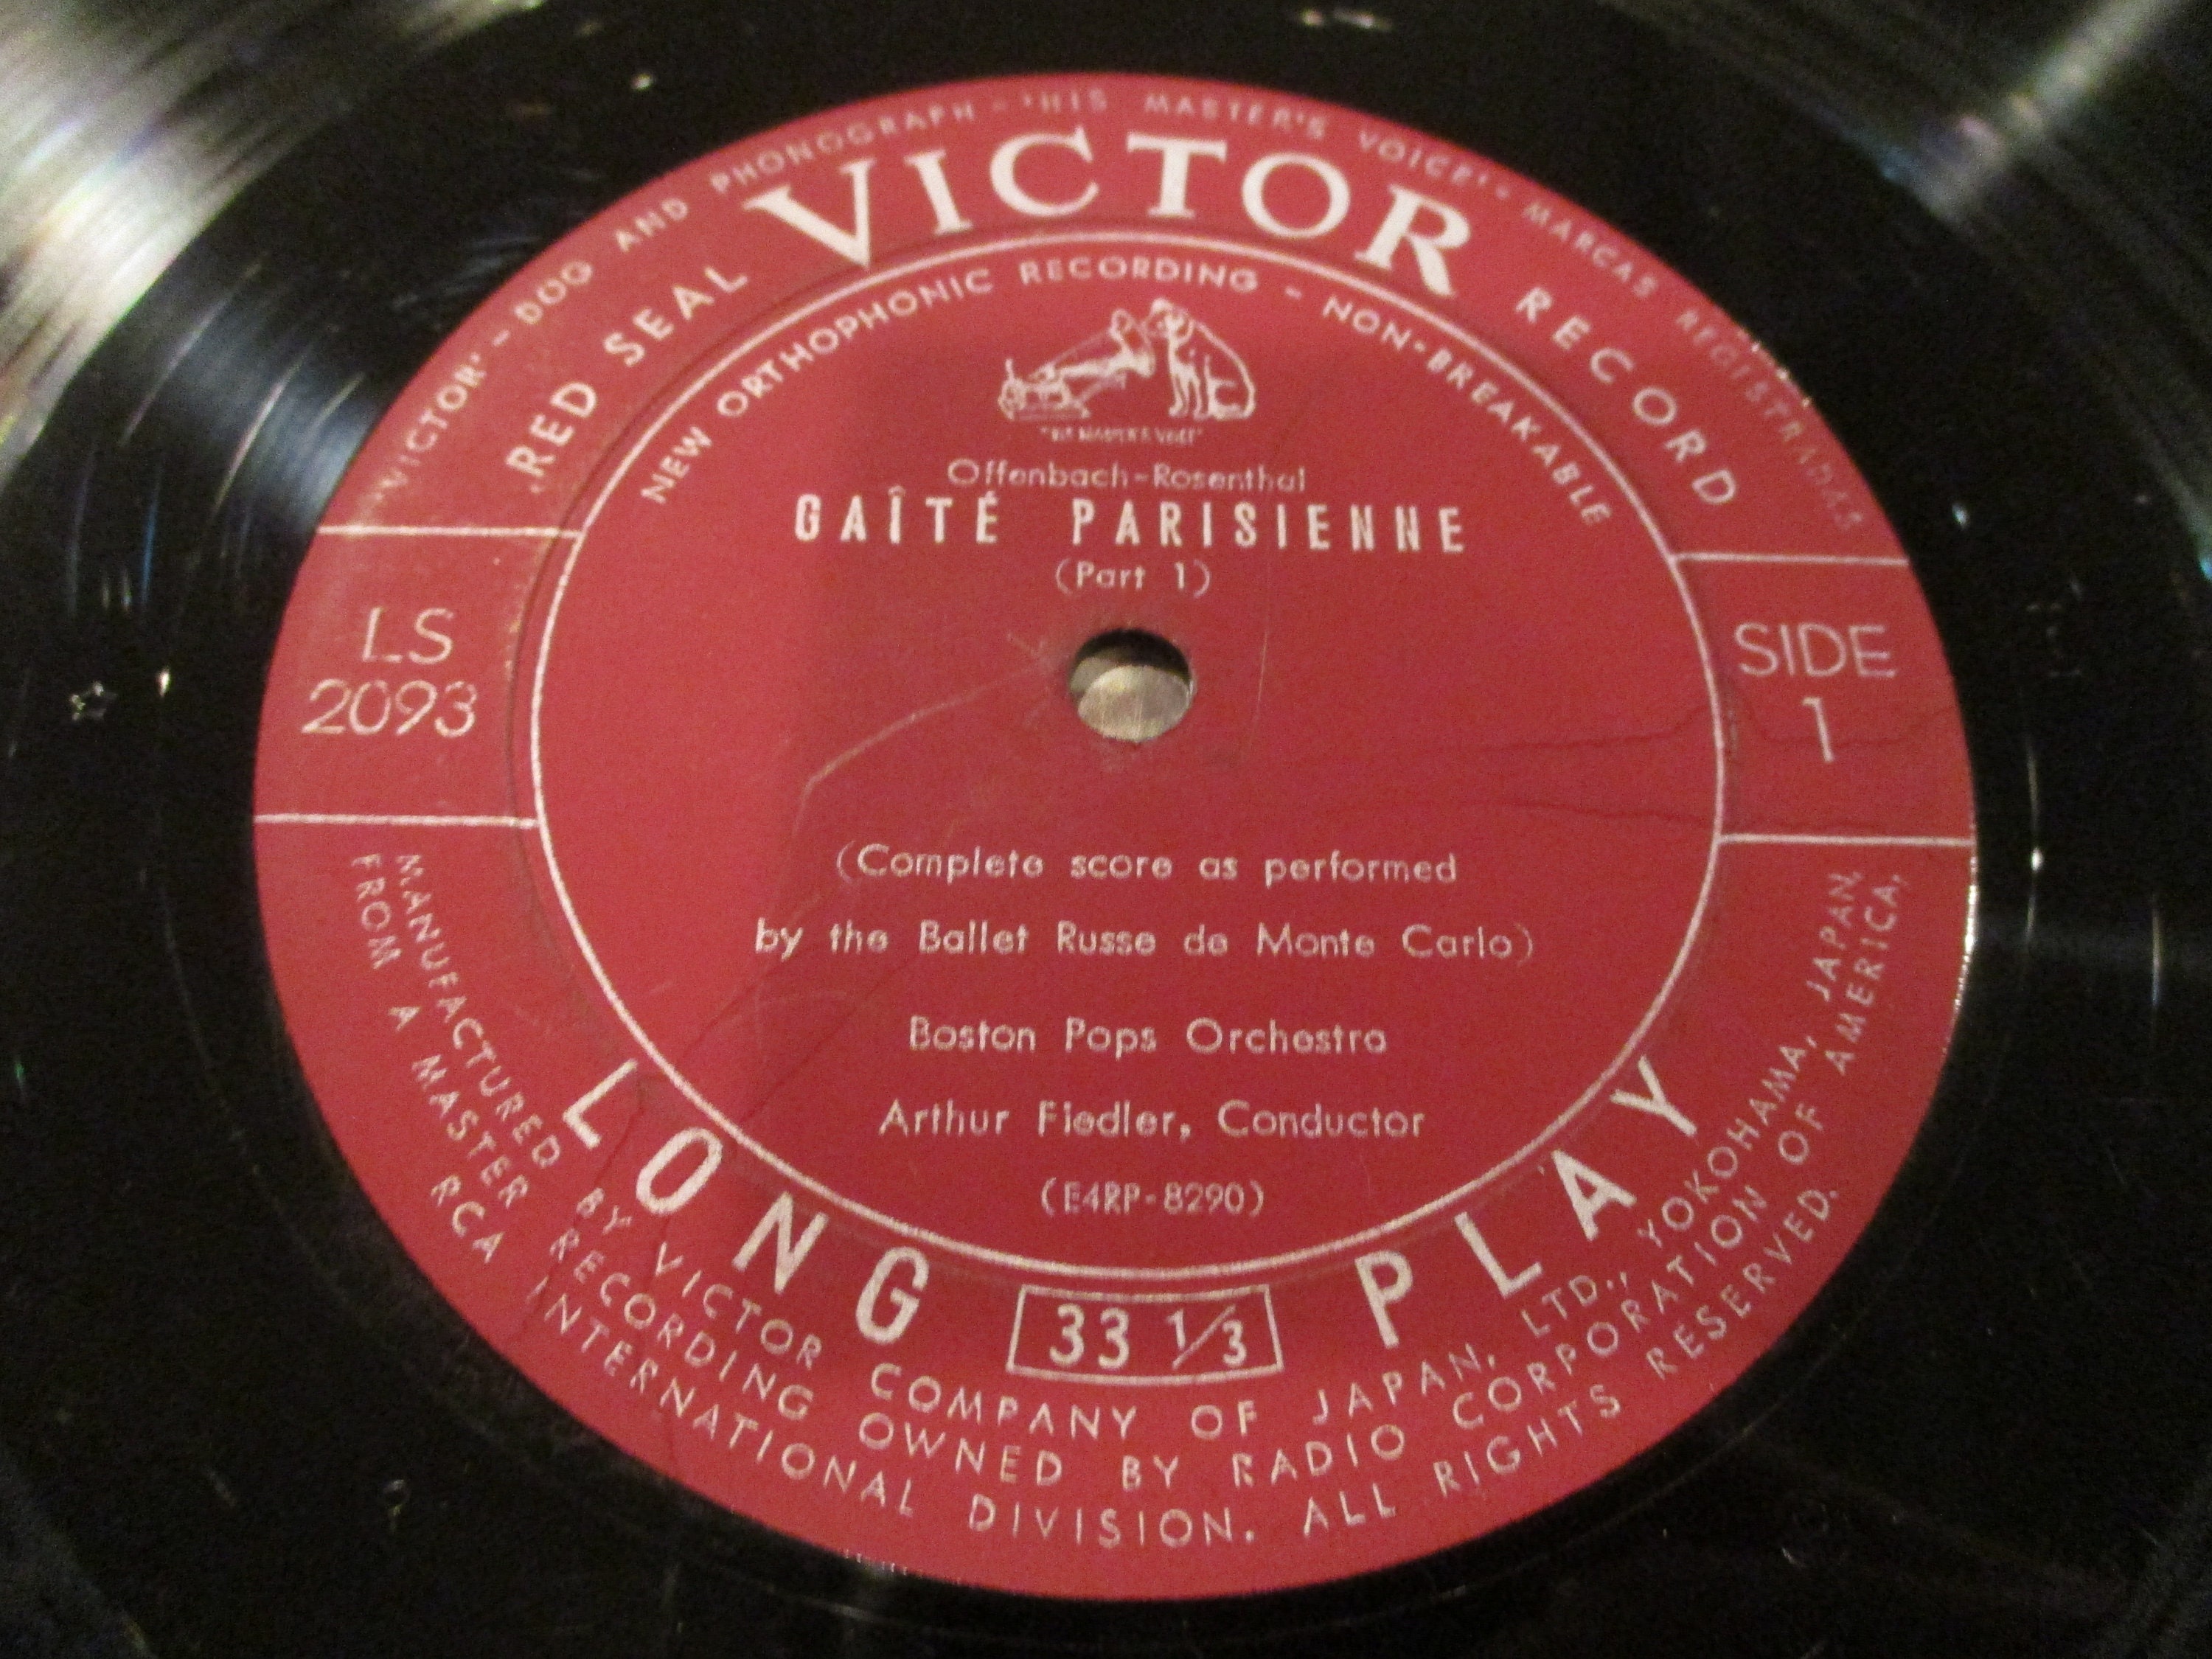 'VICTOR' - DOG AND PHONOGRAPH - 'HIS MASTER'S VOICE' - MARCAS REGISTRADAS
RED SEAL VICTOR RECORD
NEW ORTHOPHONIC RECORDING - NON-BREAKABLE
"HIS MASTER'S VOICE"
Offenbach-Rosenthal
GAÎTÉ PARISIENNE
(Part 1)
LS
2093
SIDE
1
(Complete score as performed
by the Ballet Russe de Monte Carlo)
Boston Pops Orchestra
Arthur Fiedler, Conductor
(E4RP-8290)
LONG 33 1/3 PLAY
MANUFACTURED BY VICTOR COMPANY OF JAPAN, LTD., YOKOHAMA, JAPAN,
FROM A MASTER RECORDING OWNED BY RADIO CORPORATION OF AMERICA,
RCA INTERNATIONAL DIVISION. ALL RIGHTS RESERVED.